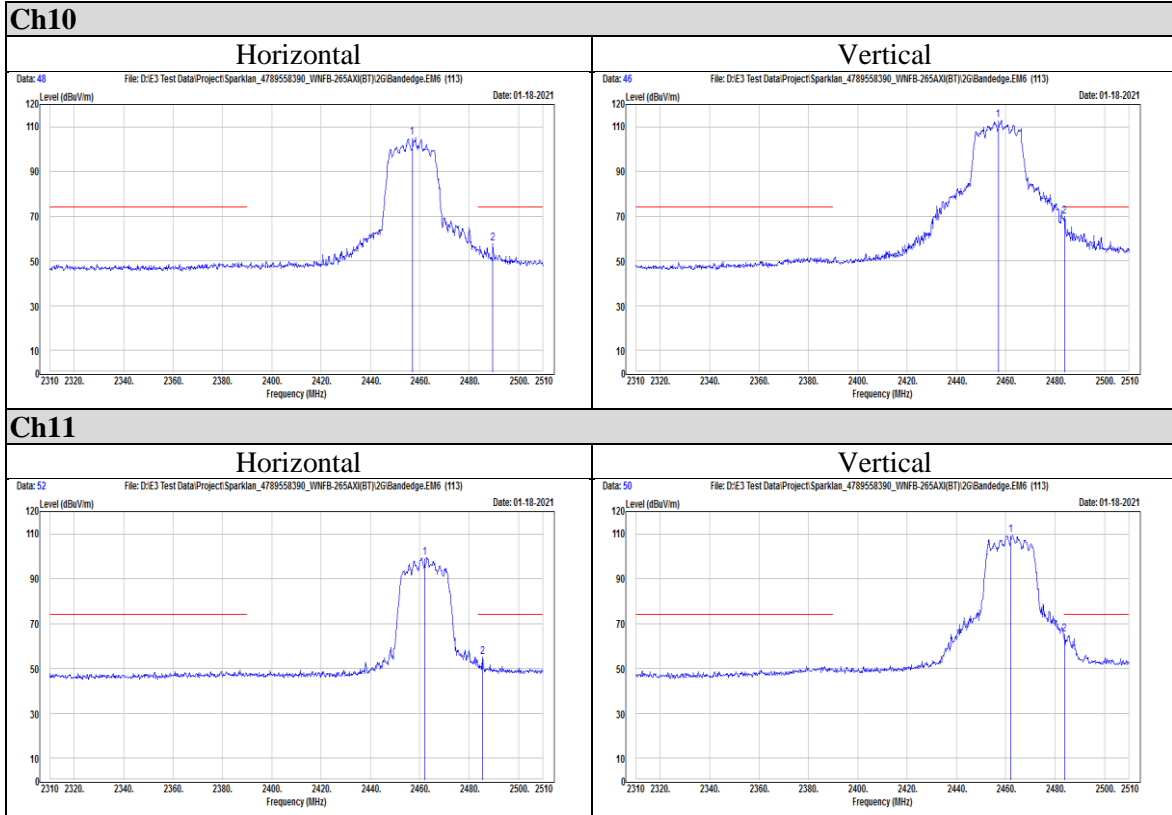 Ch10
Horizontal
Vertical
Data: 48 File: D:\E3 Test Data\Project\Sparklan_4789558390_WNFB-265AXI(BT)\2G\Bandedge.EM6 (113)
Level (dBuV/m) Date: 01-18-2021
120
110
1
90
70
2
50
30
10
0
2310 2320. 2340. 2360. 2380. 2400. 2420. 2440. 2460. 2480. 2500. 2510
Frequency (MHz)
Data: 46 File: D:\E3 Test Data\Project\Sparklan_4789558390_WNFB-265AXI(BT)\2G\Bandedge.EM6 (113)
Level (dBuV/m) Date: 01-18-2021
120
1
110
90
70
2
50
30
10
0
2310 2320. 2340. 2360. 2380. 2400. 2420. 2440. 2460. 2480. 2500. 2510
Frequency (MHz)
Ch11
Horizontal
Vertical
Data: 52 File: D:\E3 Test Data\Project\Sparklan_4789558390_WNFB-265AXI(BT)\2G\Bandedge.EM6 (113)
Level (dBuV/m) Date: 01-18-2021
120
110
1
90
70
2
50
30
10
0
2310 2320. 2340. 2360. 2380. 2400. 2420. 2440. 2460. 2480. 2500. 2510
Frequency (MHz)
Data: 50 File: D:\E3 Test Data\Project\Sparklan_4789558390_WNFB-265AXI(BT)\2G\Bandedge.EM6 (113)
Level (dBuV/m) Date: 01-18-2021
120
1
110
90
70
2
50
30
10
0
2310 2320. 2340. 2360. 2380. 2400. 2420. 2440. 2460. 2480. 2500. 2510
Frequency (MHz)